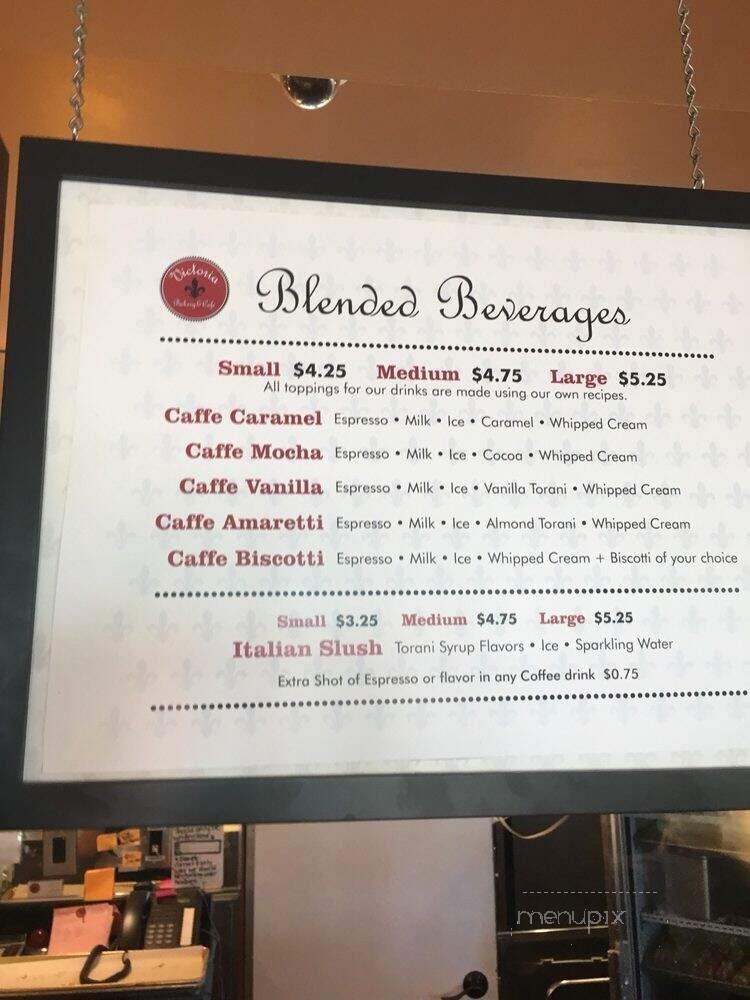 Victoria
Bakery & Cafe
Blended Beverages
Small $4.25 Medium $4.75 Large $5.25
All toppings for our drinks are made using our own recipes.
Caffe Caramel Espresso • Milk • Ice • Caramel • Whipped Cream
Caffe Mocha Espresso • Milk • Ice • Cocoa • Whipped Cream
Caffe Vanilla Espresso • Milk • Ice • Vanilla Torani • Whipped Cream
Caffe Amaretti Espresso • Milk • Ice • Almond Torani • Whipped Cream
Caffe Biscotti Espresso • Milk • Ice • Whipped Cream + Biscotti of your choice
Small $3.25 Medium $4.75 Large $5.25
Italian Slush Torani Syrup Flavors • Ice • Sparkling Water
Extra Shot of Espresso or flavor in any Coffee drink $0.75
menupix